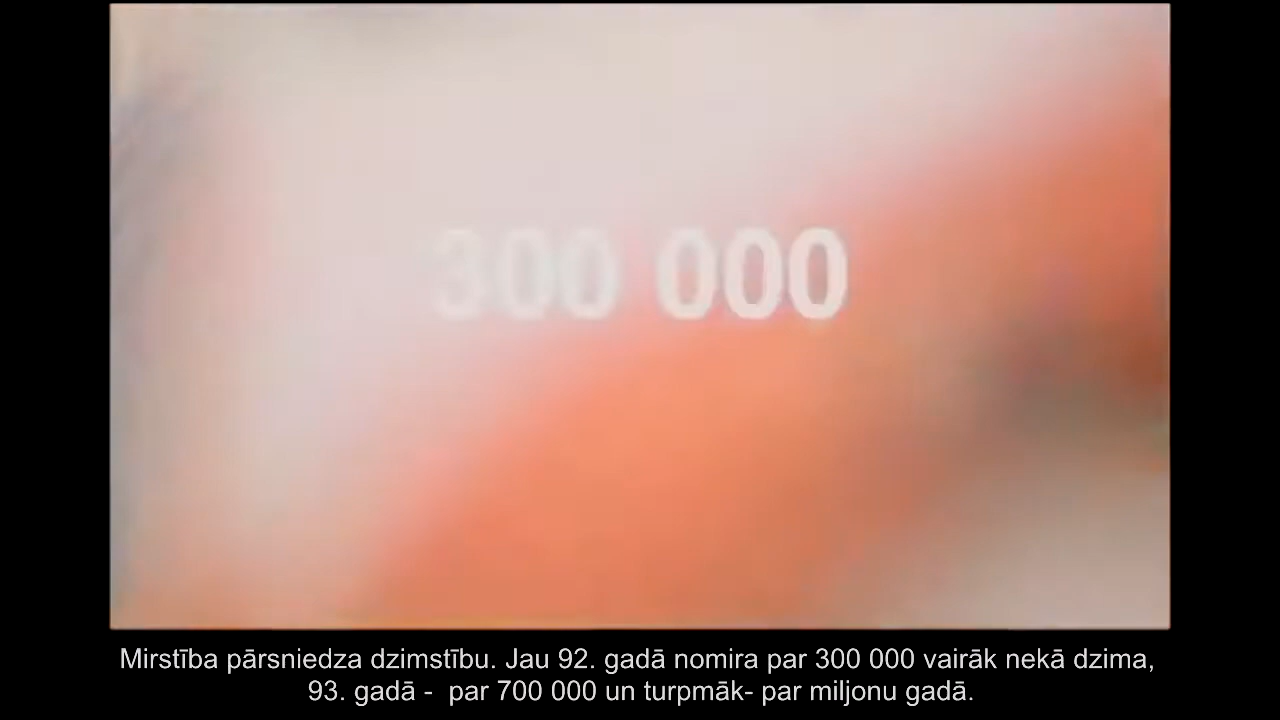 300 000
Mirstība pārsniedza dzimstību. Jau 92. gadā nomira par 300 000 vairāk nekā dzima,
93. gadā -  par 700 000 un turpmāk- par miljonu gadā.